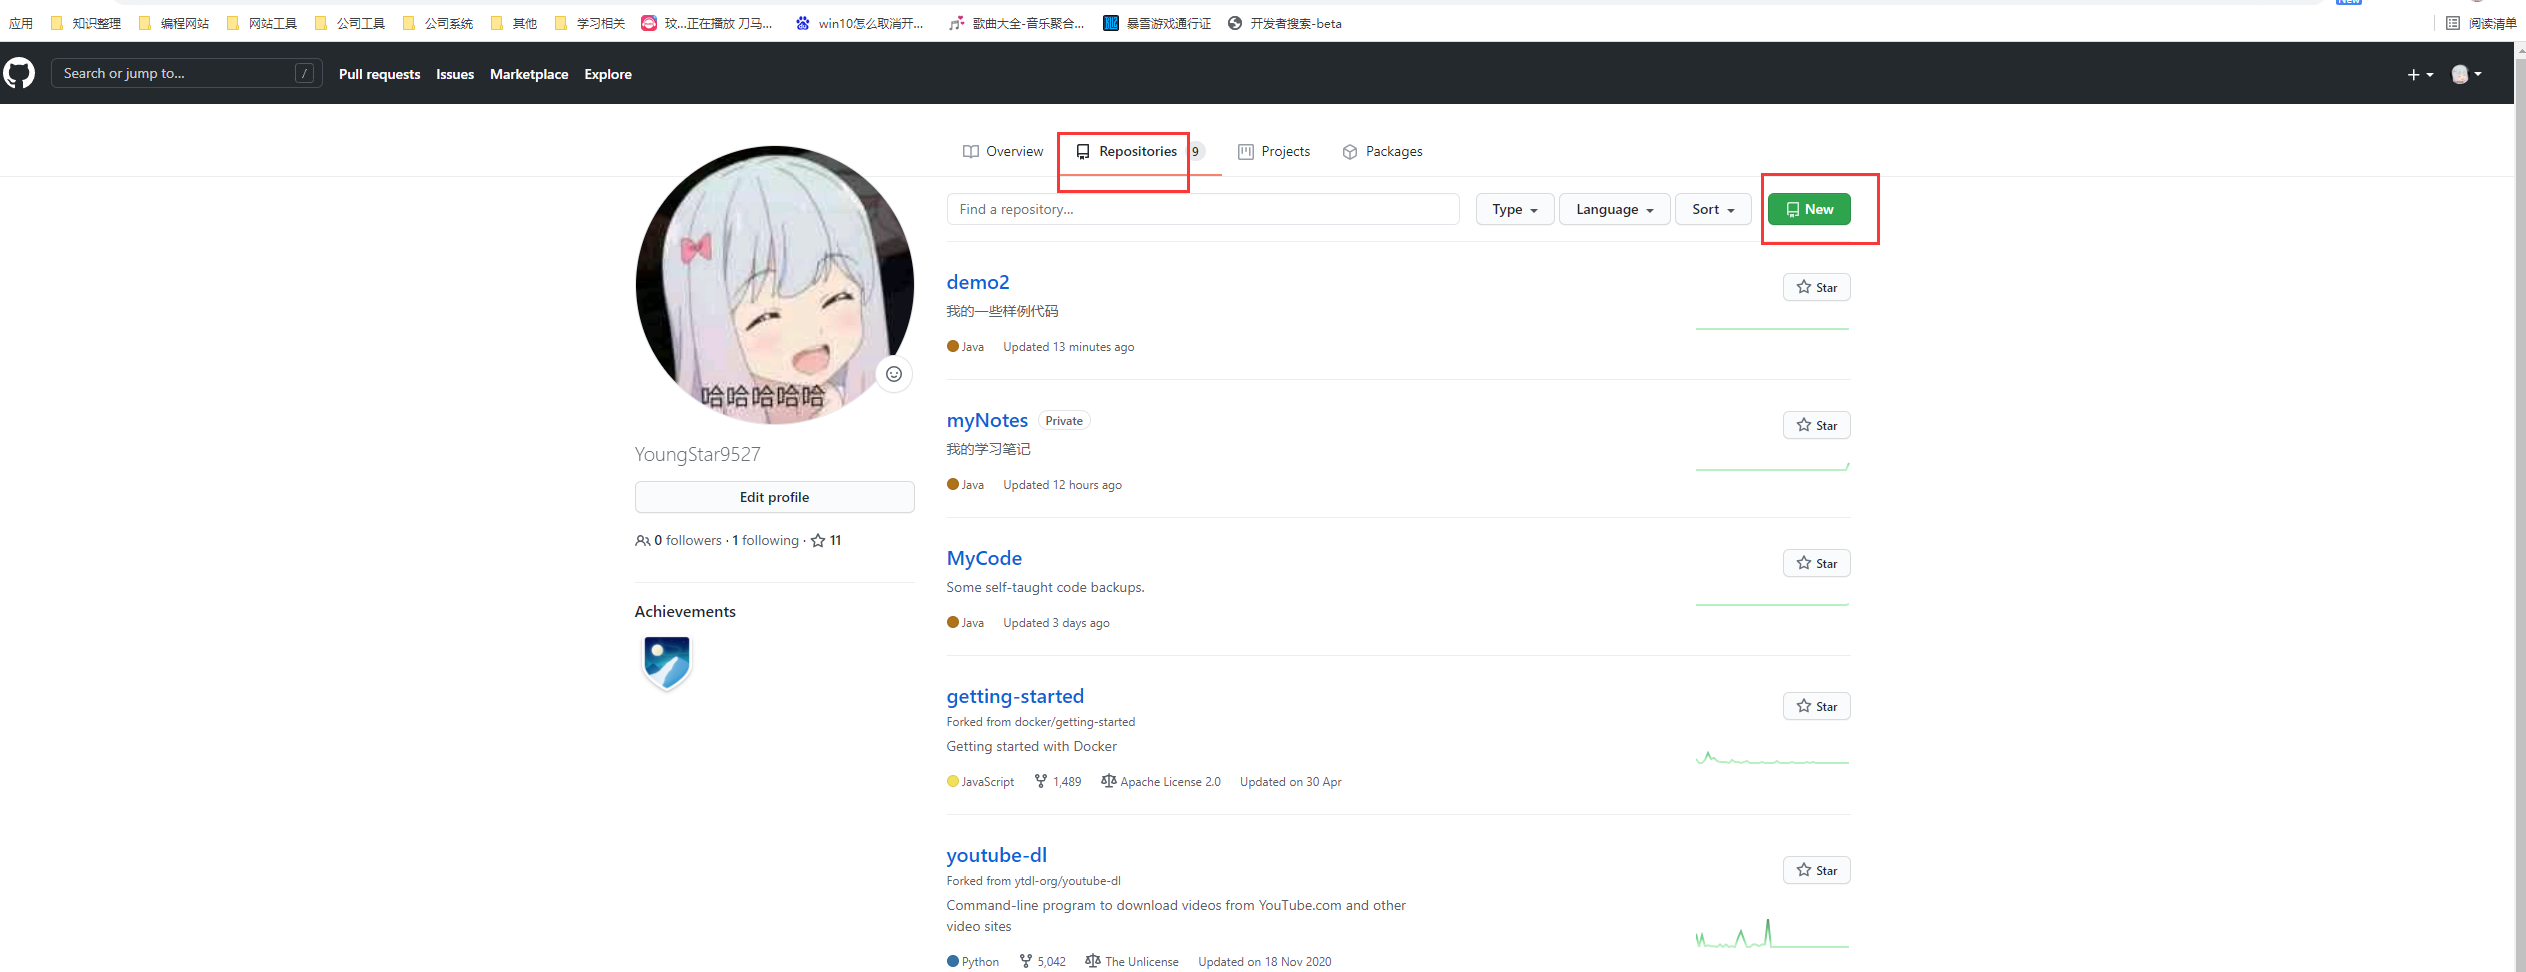 New
应用 知识整理 编程网站 网站工具 公司工具 公司系统 其他 学习相关 玟...正在播放 刀马... win10怎么取消开... 歌曲大全-音乐聚合... 暴雪游戏通行证 开发者搜索-beta 阅读清单
Search or jump to... / Pull requests Issues Marketplace Explore
Overview Repositories 9 Projects Packages
Find a repository... Type Language Sort New
哈哈哈哈哈
YoungStar9527
Edit profile
0 followers · 1 following · 11
Achievements
demo2 Star
我的一些样例代码
Java Updated 13 minutes ago
myNotes Private Star
我的学习笔记
Java Updated 12 hours ago
MyCode Star
Some self-taught code backups.
Java Updated 3 days ago
getting-started Star
Forked from docker/getting-started
Getting started with Docker
JavaScript 1,489 Apache License 2.0 Updated on 30 Apr
youtube-dl Star
Forked from ytdl-org/youtube-dl
Command-line program to download videos from YouTube.com and other
video sites
Python 5,042 The Unlicense Updated on 18 Nov 2020